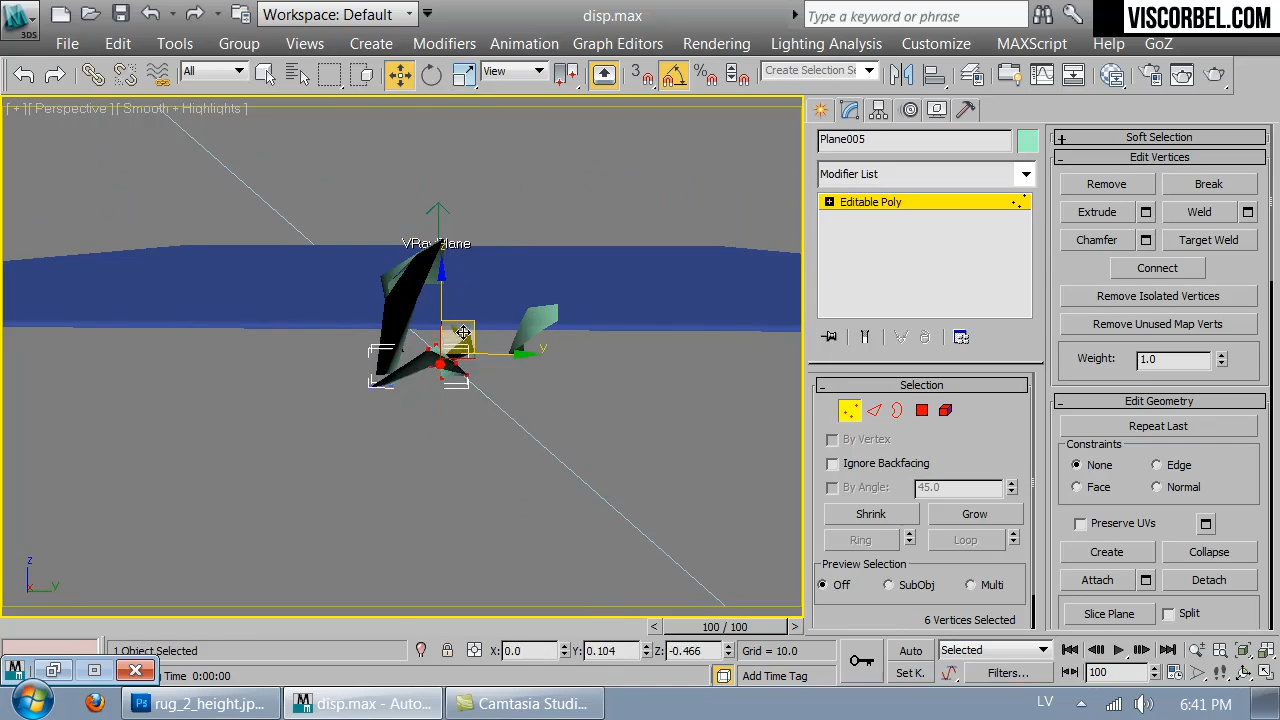 Workspace: Default
disp.max
Type a keyword or phrase
VISCORBEL.COM
3DS
File Edit Tools Group Views Create Modifiers Animation Graph Editors Rendering Lighting Analysis Customize MAXScript Help GoZ
All
View
3
Create Selection Se
[ + ][ Perspective ][ Smooth + Highlights ]
Plane005
Modifier List
Editable Poly
Soft Selection
Edit Vertices
Remove Break
Extrude Weld
Chamfer Target Weld
Connect
Remove Isolated Vertices
Remove Unused Map Verts
Weight: 1.0
Selection
Edit Geometry
Repeat Last
Constraints
None Edge
Face Normal
Preserve UVs
Create Collapse
Attach Detach
Slice Plane Split
By Vertex
Ignore Backfacing
By Angle: 45.0
Shrink Grow
Ring Loop
Preview Selection
Off SubObj Multi
6 Vertices Selected
y
z
x y
100 / 100
1 Object Selected
X: 0.0 Y: 0.104 Z: -0.466 Grid = 10.0
Auto Selected
Time 0:00:00
Add Time Tag
Set K. Filters... 100
rug_2_height.jp...
disp.max - Auto...
Camtasia Studi...
LV
6:41 PM